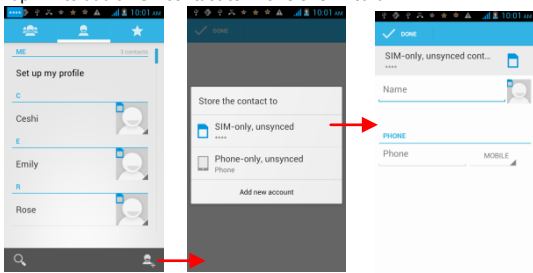 10:01 AM
ME
3 contacts
Set up my profile
C
Ceshi
E
Emily
R
Rose
10:01 AM
DONE
Store the contact to
SIM-only, unsynced
****
Phone-only, unsynced
Phone
Add new account
10:01 AM
DONE
SIM-only, unsynced cont...
****
Name
PHONE
Phone
MOBILE